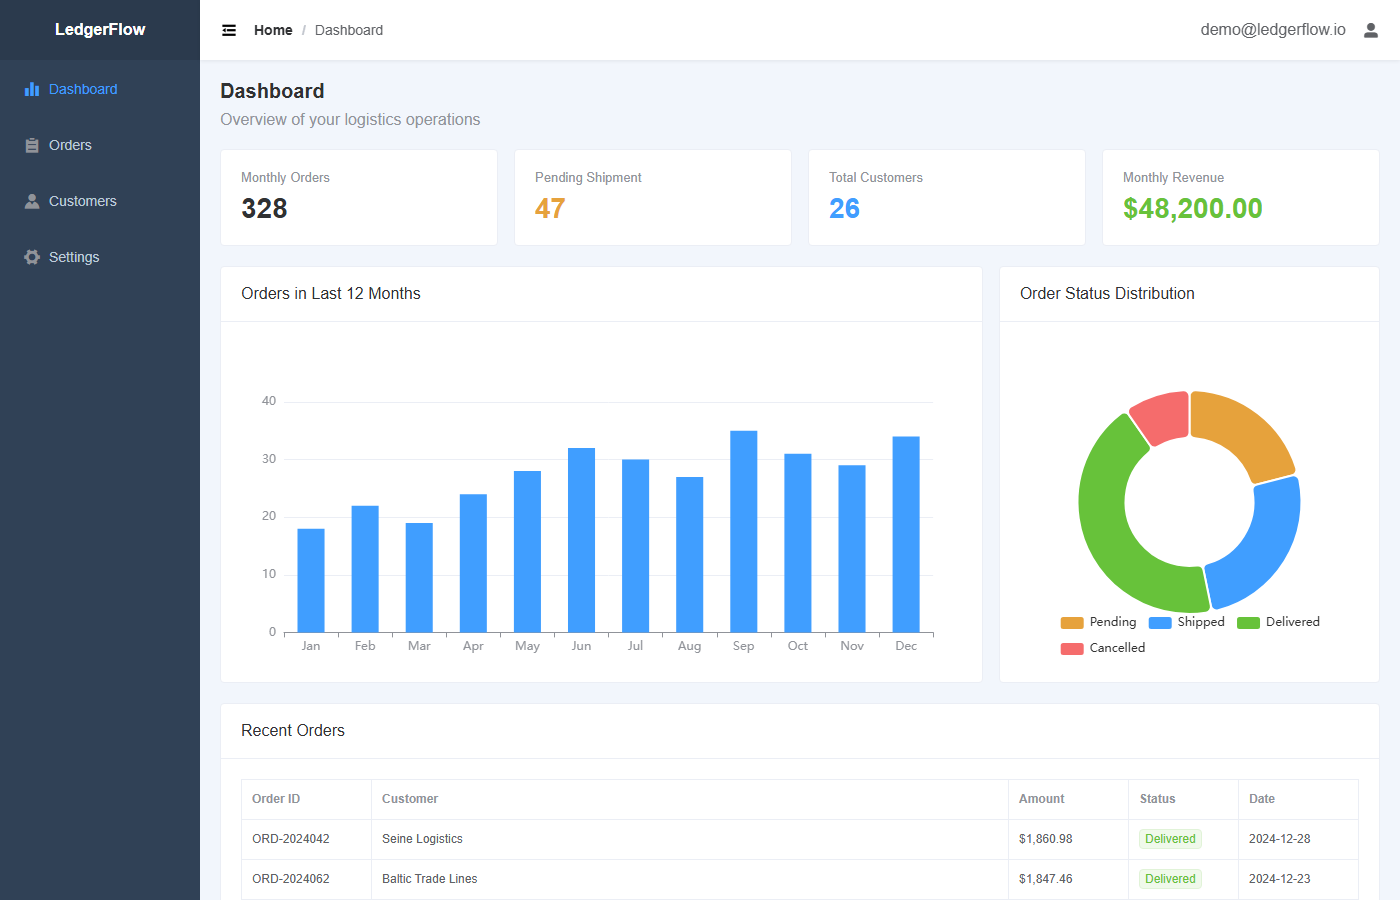 LedgerFlow
Home / Dashboard
demo@ledgerflow.io
Dashboard
Orders
Customers
Settings
Dashboard
Overview of your logistics operations
Monthly Orders
328
Pending Shipment
47
Total Customers
26
Monthly Revenue
$48,200.00
Orders in Last 12 Months
40
30
20
10
0
Jan Feb Mar Apr May Jun Jul Aug Sep Oct Nov Dec
Order Status Distribution
Pending Shipped Delivered
Cancelled
Recent Orders
Order ID Customer Amount Status Date
ORD-2024042 Seine Logistics $1,860.98 Delivered 2024-12-28
ORD-2024062 Baltic Trade Lines $1,847.46 Delivered 2024-12-23